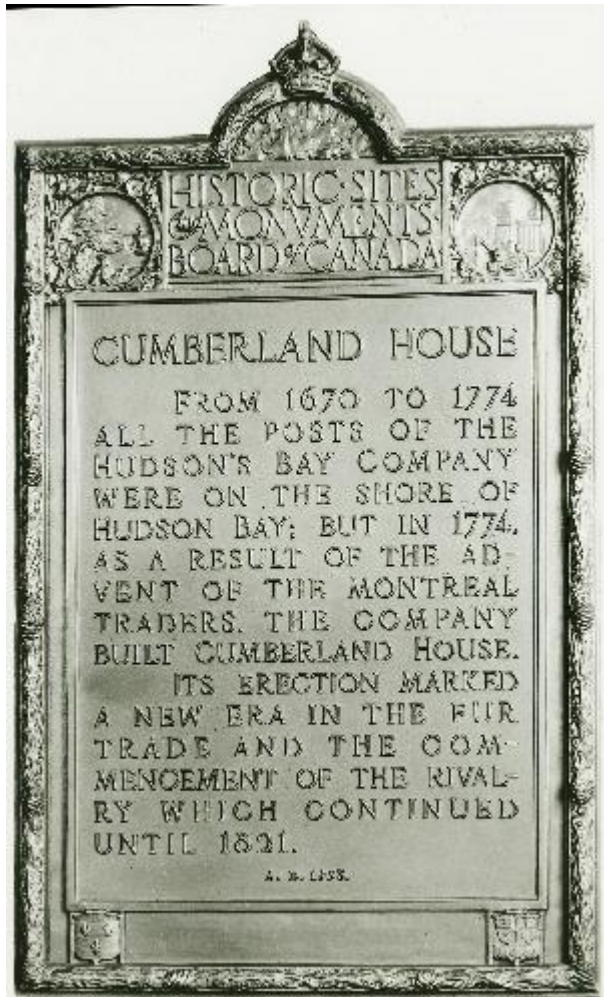 HISTORIC·SITES
& MONVMENTS·
BOARD of CANADA
CUMBERLAND HOUSE
FROM 1670 TO 1774
ALL THE POSTS OF THE
HUDSON'S BAY COMPANY
WERE ON THE SHORE OF
HUDSON BAY; BUT IN 1774,
AS A RESULT OF THE AD-
VENT OF THE MONTREAL
TRADERS, THE COMPANY
BUILT CUMBERLAND HOUSE.
ITS ERECTION MARKED
A NEW ERA IN THE FUR
TRADE AND THE COM-
MENCEMENT OF THE RIVAL-
RY WHICH CONTINUED
UNTIL 1821.